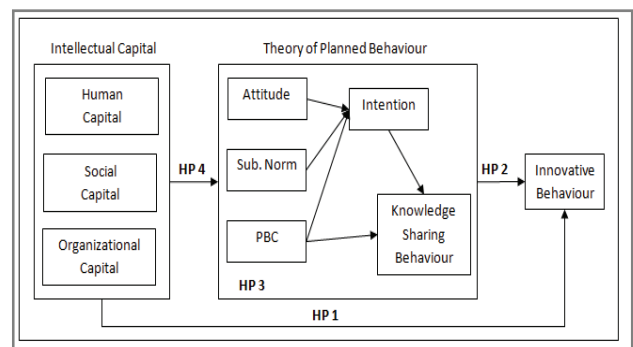 Intellectual Capital
Human
Capital
Social
Capital
Organizational
Capital
HP 4
Theory of Planned Behaviour
Attitude
Intention
Sub. Norm
PBC
Knowledge
Sharing
Behaviour
HP 3
HP 2
Innovative
Behaviour
HP 1